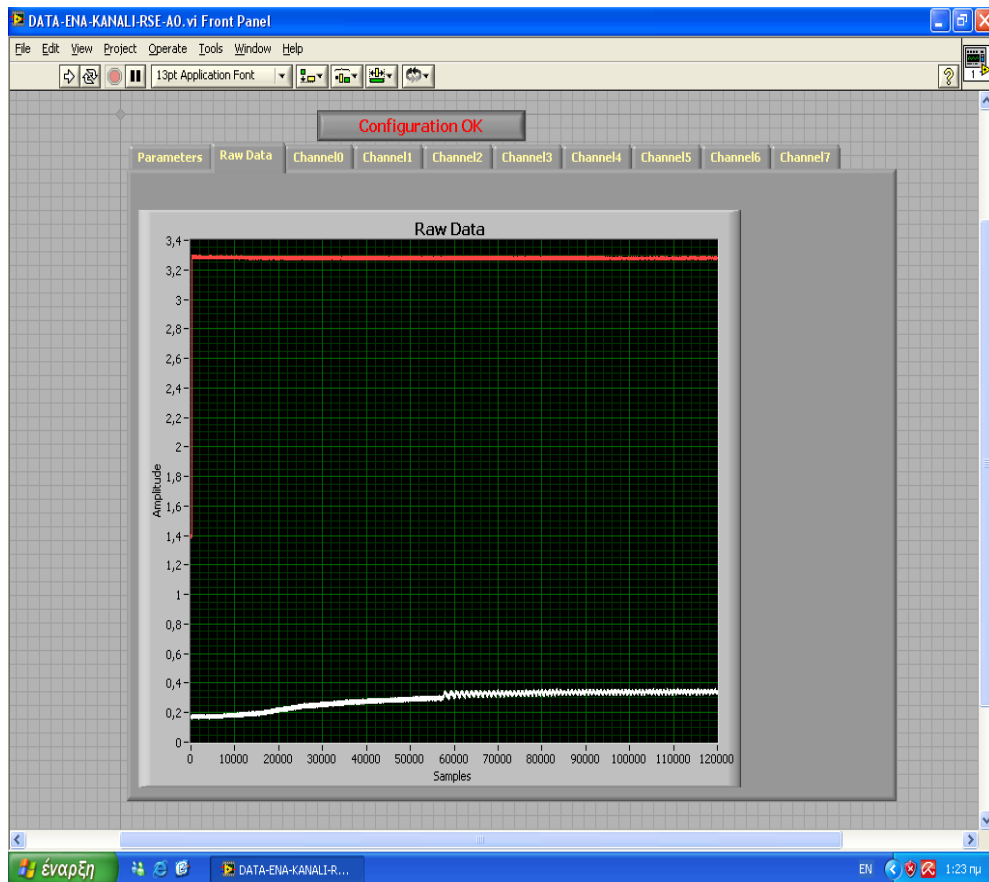 DATA-ENA-KANALI-RSE-AO.vi Front Panel
File Edit View Project Operate Tools Window Help
13pt Application Font
1
Configuration OK
Parameters Raw Data Channel0 Channel1 Channel2 Channel3 Channel4 Channel5 Channel6 Channel7
Raw Data
3,4
3,2
3
2,8
2,6
2,4
2,2
2
1,8
1,6
1,4
1,2
1
0,8
0,6
0,4
0,2
0
Amplitude
0 10000 20000 30000 40000 50000 60000 70000 80000 90000 100000 110000 120000
Samples
έναρξη DATA-ENA-KANALI-R... EN 1:23 πμ